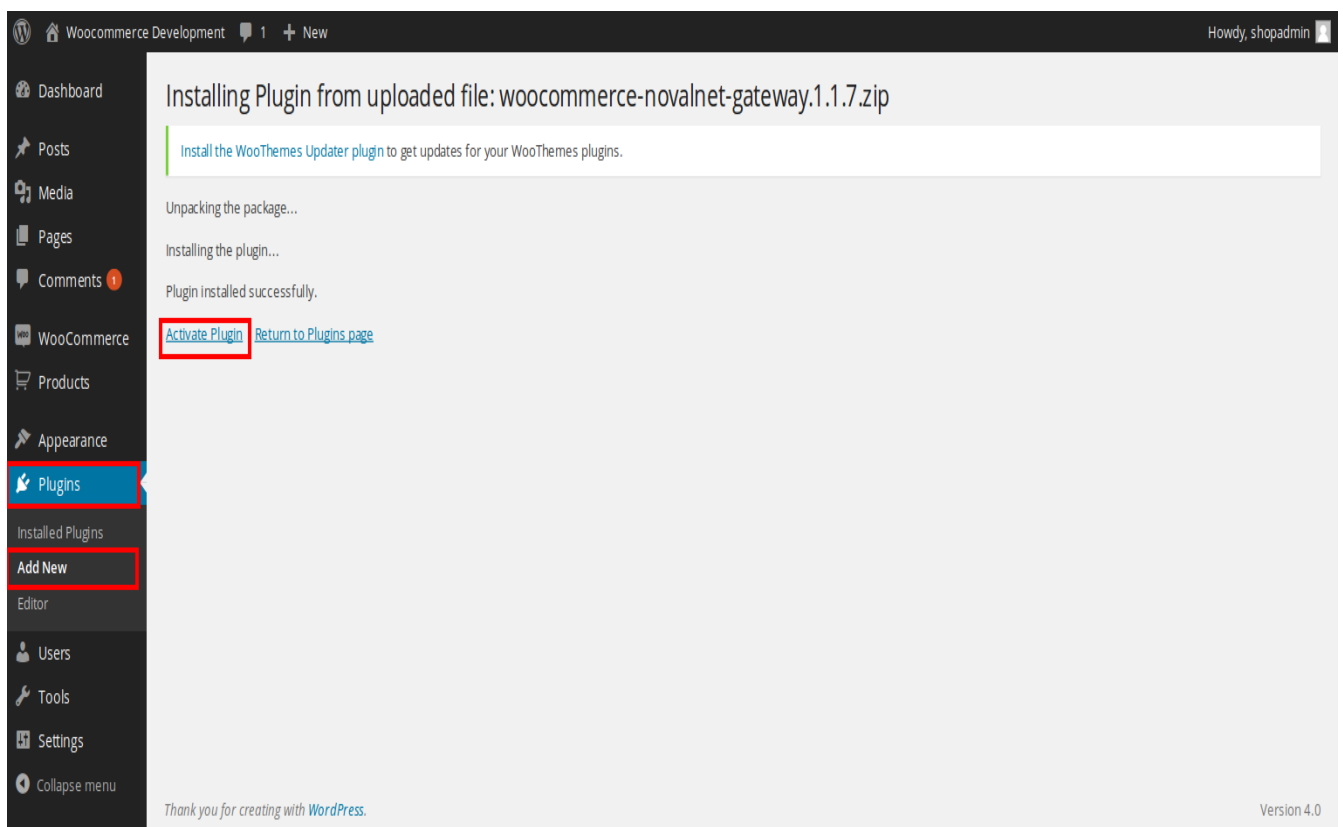 Woocommerce Development 1 + New Howdy, shopadmin
Dashboard
Posts
Media
Pages
Comments 1
WooCommerce
Products
Appearance
Plugins
Installed Plugins
Add New
Editor
Users
Tools
Settings
Collapse menu
Installing Plugin from uploaded file: woocommerce-novalnet-gateway.1.1.7.zip
Install the WooThemes Updater plugin to get updates for your WooThemes plugins.
Unpacking the package...
Installing the plugin...
Plugin installed successfully.
Activate Plugin Return to Plugins page
Thank you for creating with WordPress. Version 4.0